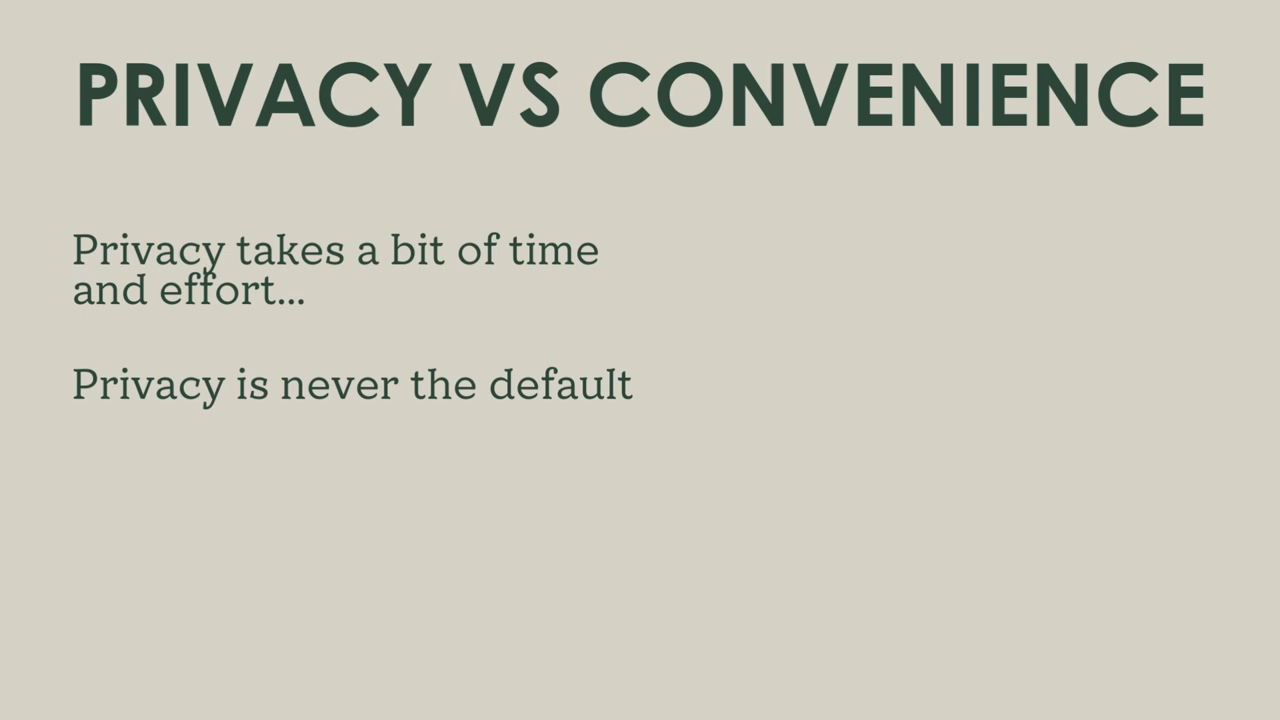 PRIVACY VS CONVENIENCE
Privacy takes a bit of time
and effort...
Privacy is never the default